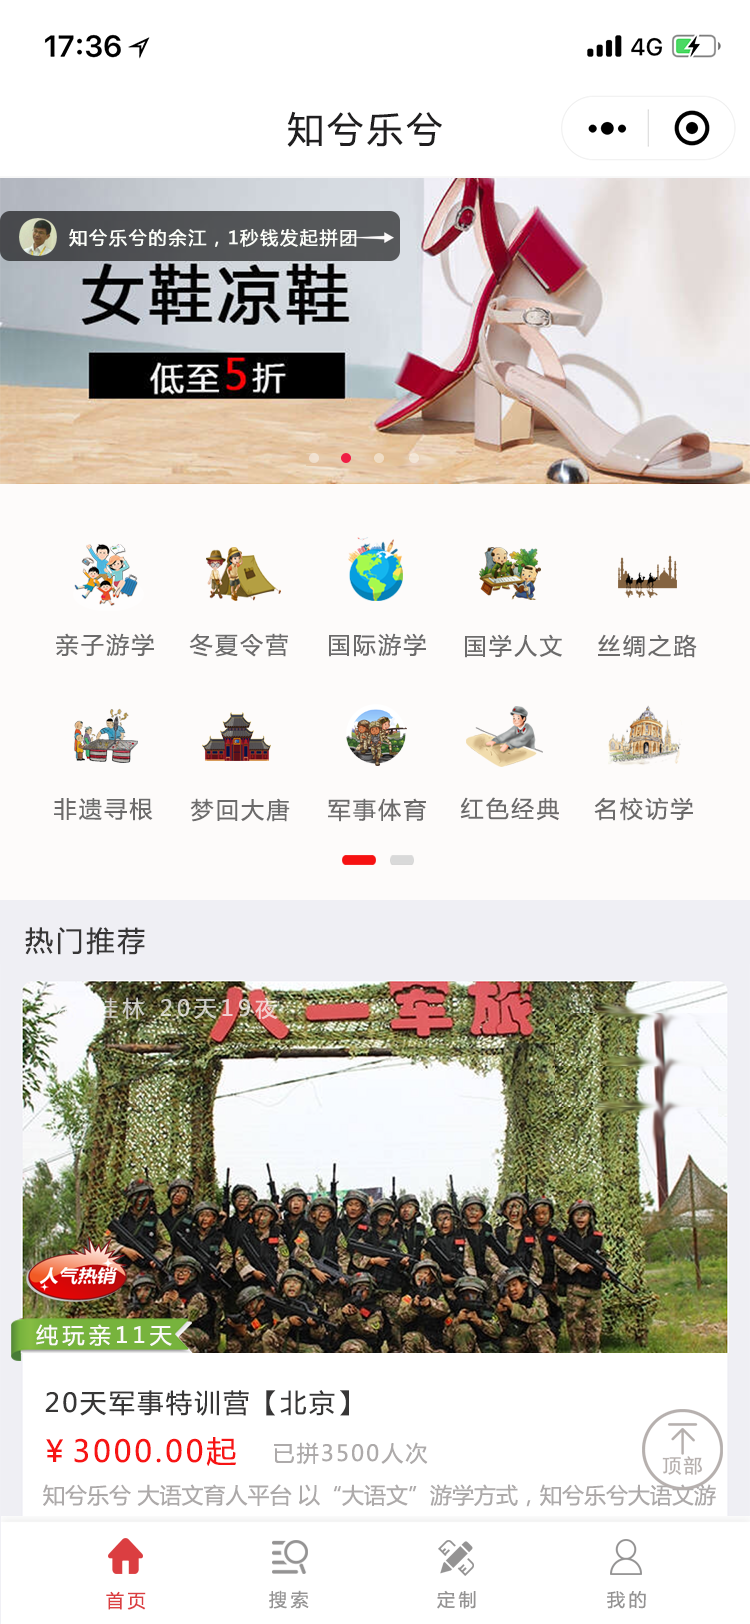 17:36
4G
知兮乐兮
知兮乐兮的余江，1秒钱发起拼团
女鞋凉鞋
低至5折
亲子游学 冬夏令营 国际游学 国学人文 丝绸之路
非遗寻根 梦回大唐 军事体育 红色经典 名校访学
热门推荐
桂林 20天19夜
八一军旅
人气热销
纯玩亲11天
20天军事特训营【北京】
¥ 3000.00起 已拼3500人次
顶部
知兮乐兮 大语文育人平台 以“大语文”游学方式，知兮乐兮大语文游
首页 搜索 定制 我的